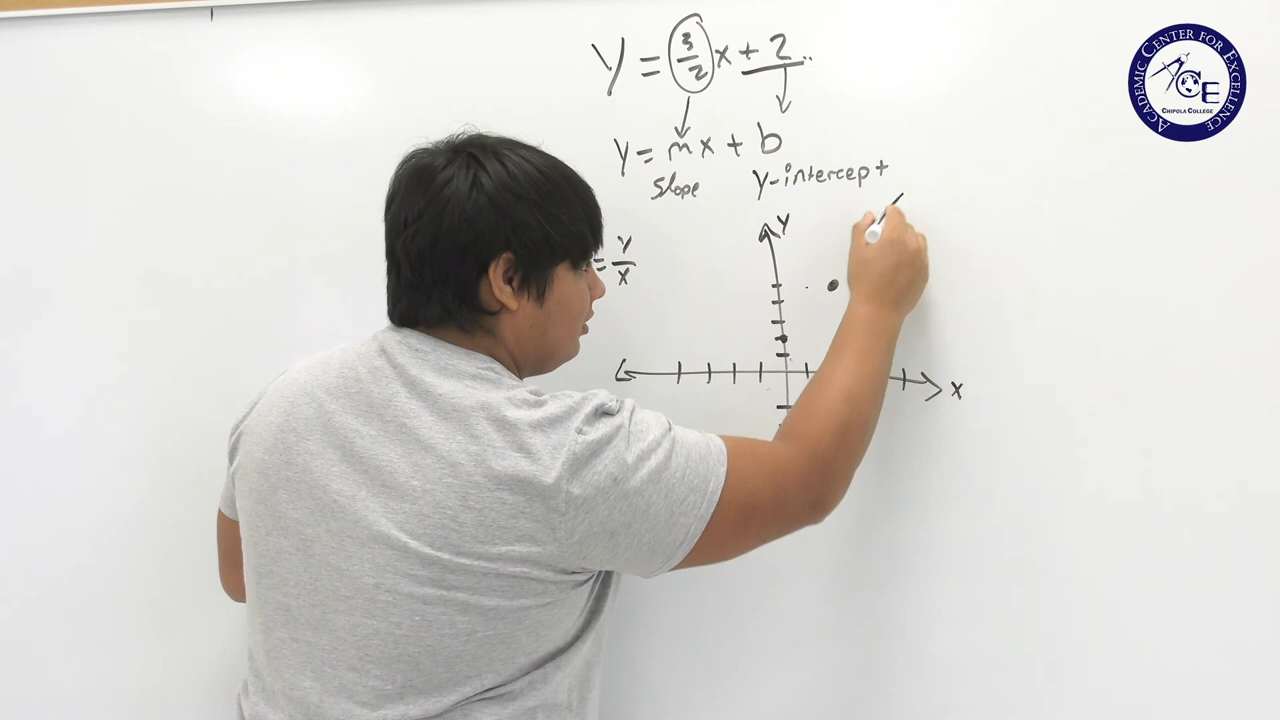 y = 3/2 x + 2
y = mx + b
slope y-intercept
= y/x
y
x
ACADEMIC CENTER FOR EXCELLENCE
ACE
CHIPOLA COLLEGE